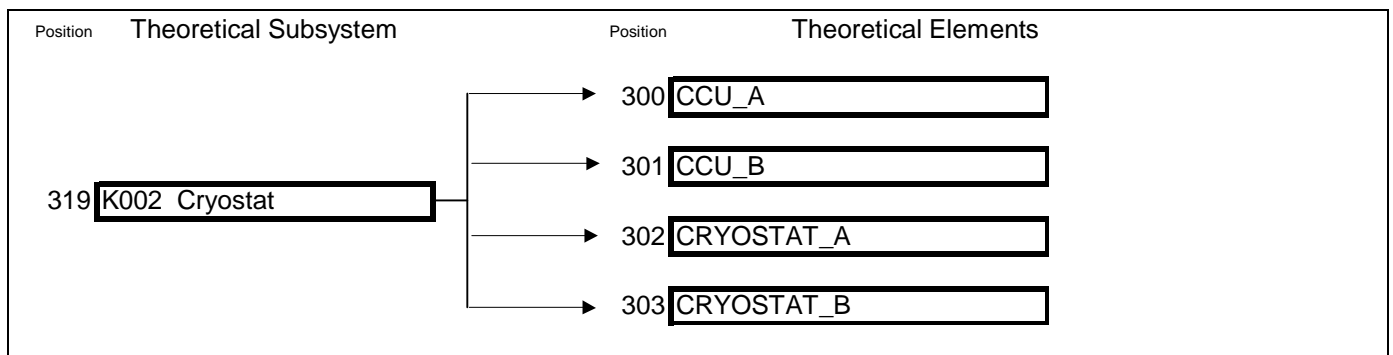 Position Theoretical Subsystem Position Theoretical Elements
300 CCU_A
301 CCU_B
319 K002 Cryostat
302 CRYOSTAT_A
303 CRYOSTAT_B